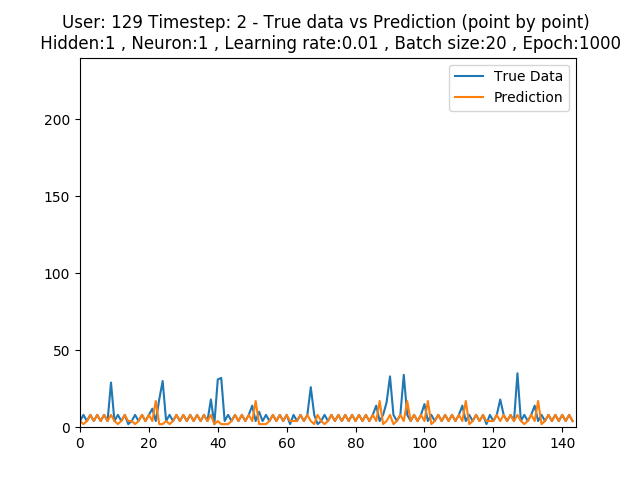 User: 129 Timestep: 2 - True data vs Prediction (point by point)
Hidden:1 , Neuron:1 , Learning rate:0.01 , Batch size:20 , Epoch:1000
True Data
Prediction
200
150
100
50
0
0 20 40 60 80 100 120 140